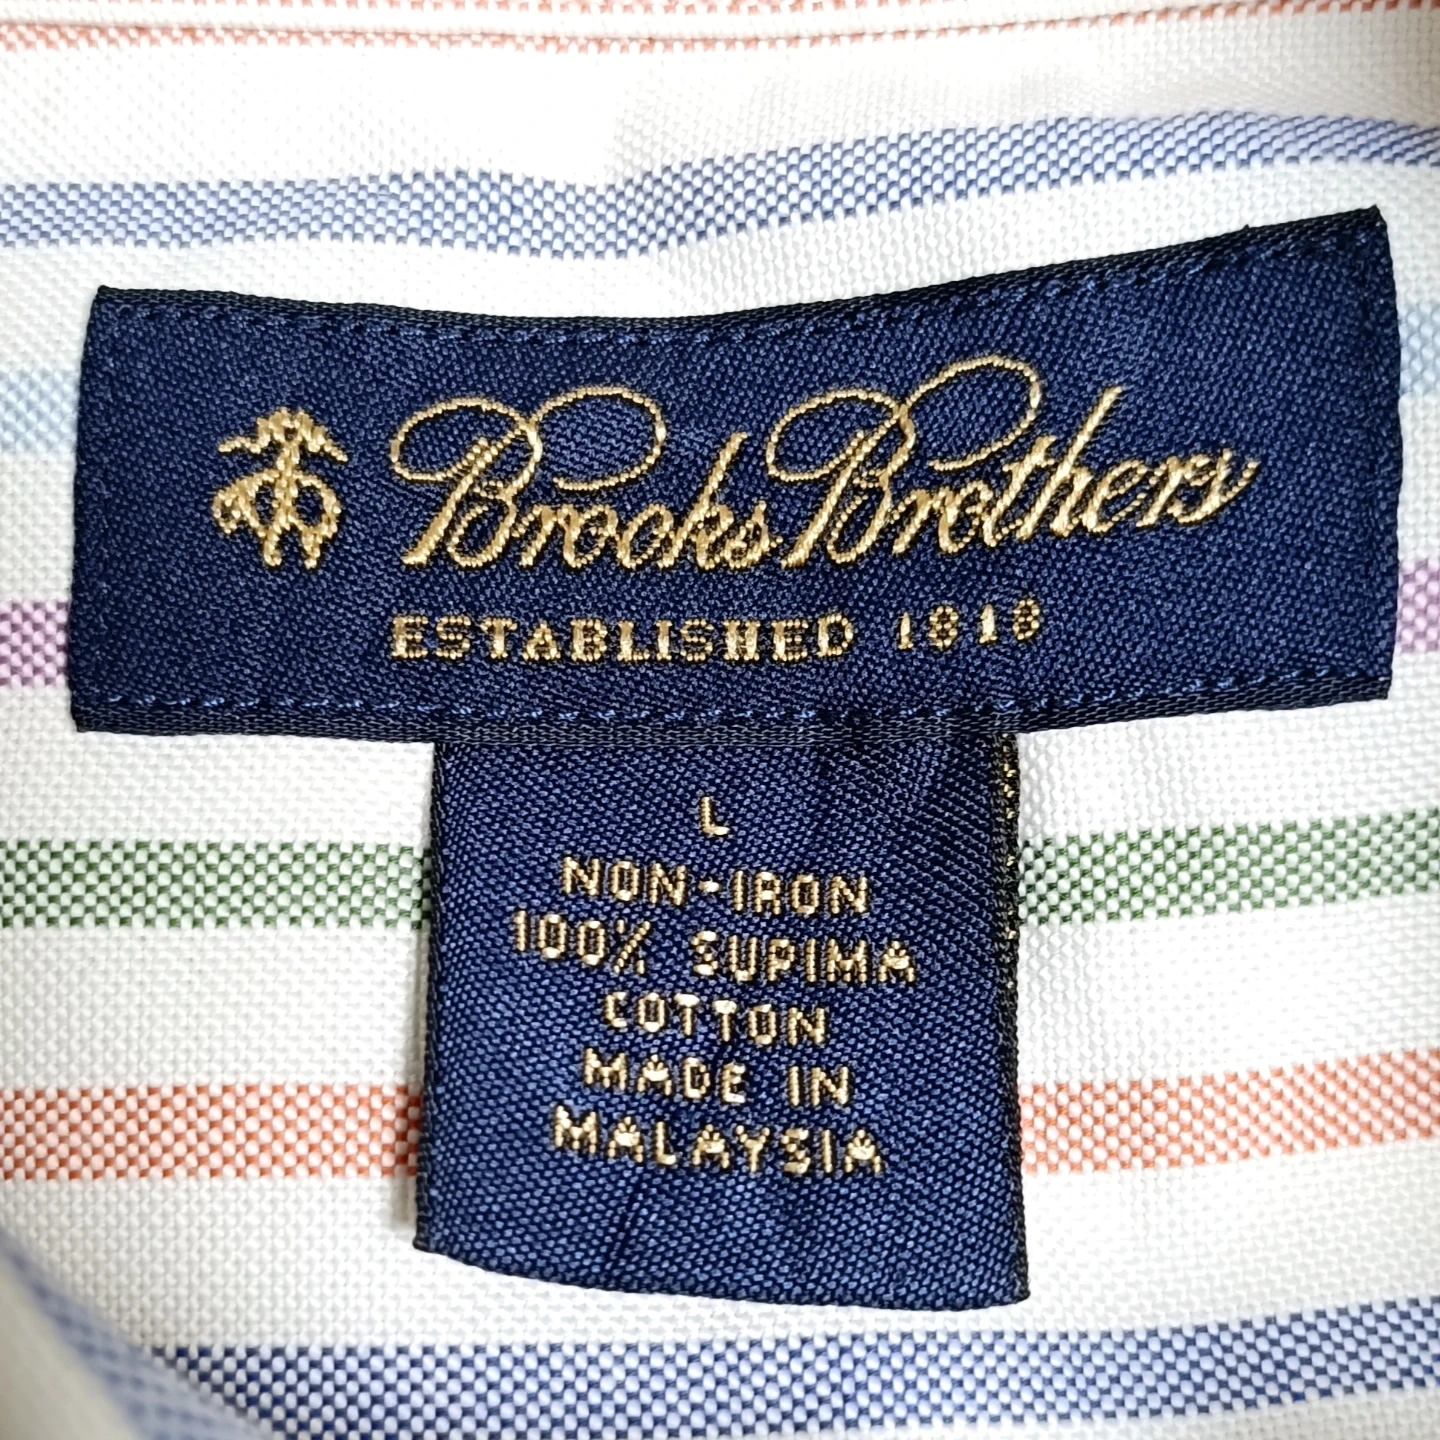 Brooks Brothers
ESTABLISHED 1818
L
NON-IRON
100% SUPIMA
COTTON
MADE IN
MALAYSIA